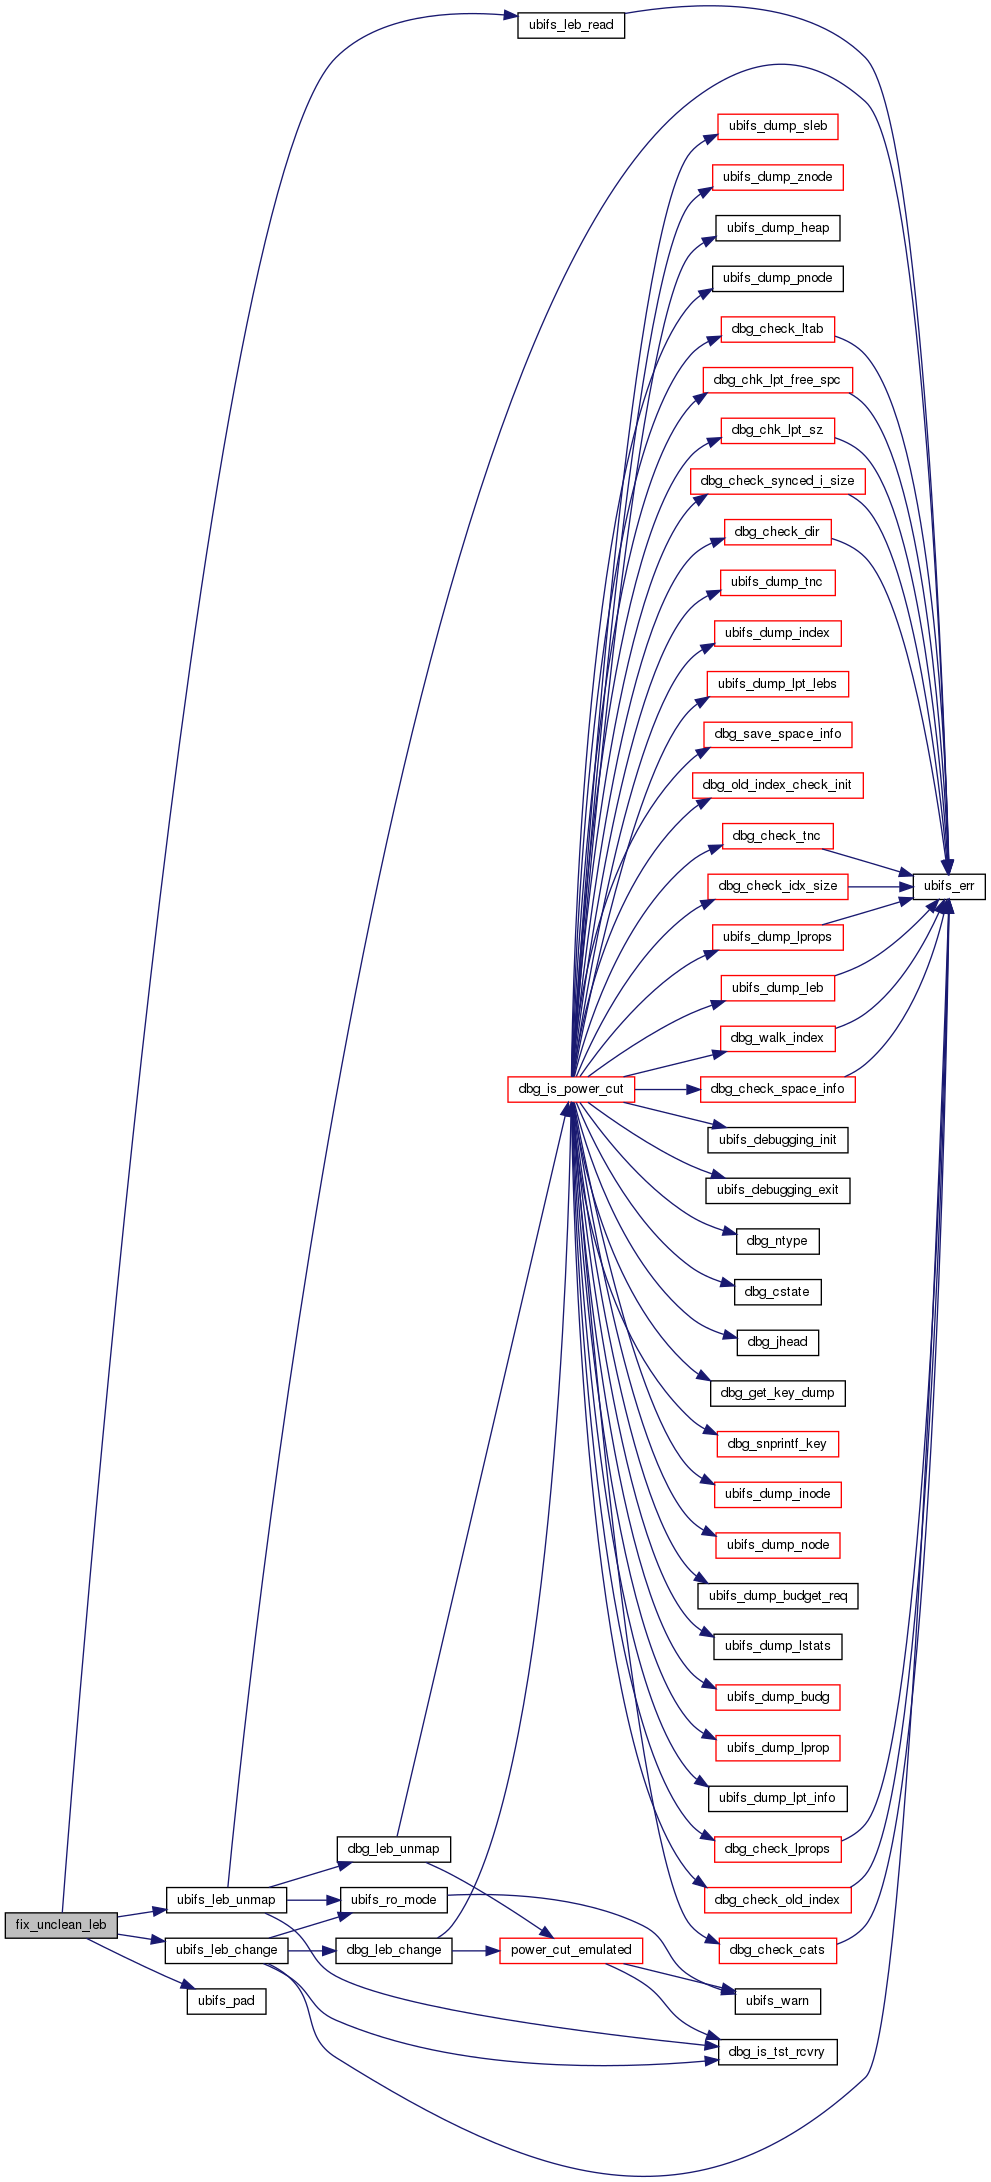 ubifs_leb_read
ubifs_dump_sleb
ubifs_dump_znode
ubifs_dump_heap
ubifs_dump_pnode
dbg_check_ltab
dbg_chk_lpt_free_spc
dbg_chk_lpt_sz
dbg_check_synced_i_size
dbg_check_dir
ubifs_dump_tnc
ubifs_dump_index
ubifs_dump_lpt_lebs
dbg_save_space_info
dbg_old_index_check_init
dbg_check_tnc
dbg_check_idx_size
ubifs_err
ubifs_dump_lprops
ubifs_dump_leb
dbg_walk_index
dbg_is_power_cut
dbg_check_space_info
ubifs_debugging_init
ubifs_debugging_exit
dbg_ntype
dbg_cstate
dbg_jhead
dbg_get_key_dump
dbg_snprintf_key
ubifs_dump_inode
ubifs_dump_node
ubifs_dump_budget_req
ubifs_dump_lstats
ubifs_dump_budg
ubifs_dump_lprop
ubifs_dump_lpt_info
dbg_leb_unmap
dbg_check_lprops
ubifs_leb_unmap
ubifs_ro_mode
dbg_check_old_index
fix_unclean_leb
ubifs_leb_change
dbg_leb_change
power_cut_emulated
dbg_check_cats
ubifs_pad
ubifs_warn
dbg_is_tst_rcvry